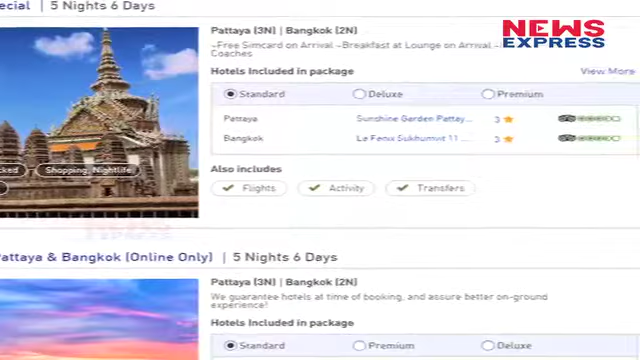 ecial | 5 Nights 6 Days
Pattaya (3N) | Bangkok (2N)
~Free Simcard on Arrival ~Breakfast at Lounge on Arrival
Coaches
NEWS
EXPRESS
Hotels Included in package
View More
Standard
Deluxe
Premium
Pattaya
Sunshine Garden Pattay...
3
Bangkok
Le Fenix Sukhumvit 11 ...
3
cked
Shopping, Nightlife
Also includes
Flights
Activity
Transfers
NEWS
EXPRESS
Pattaya & Bangkok (Online Only) | 5 Nights 6 Days
Pattaya (3N) | Bangkok (2N)
We guarantee hotels at time of booking, and assure better on-ground
experience!
Hotels Included in package
Standard
Premium
Deluxe